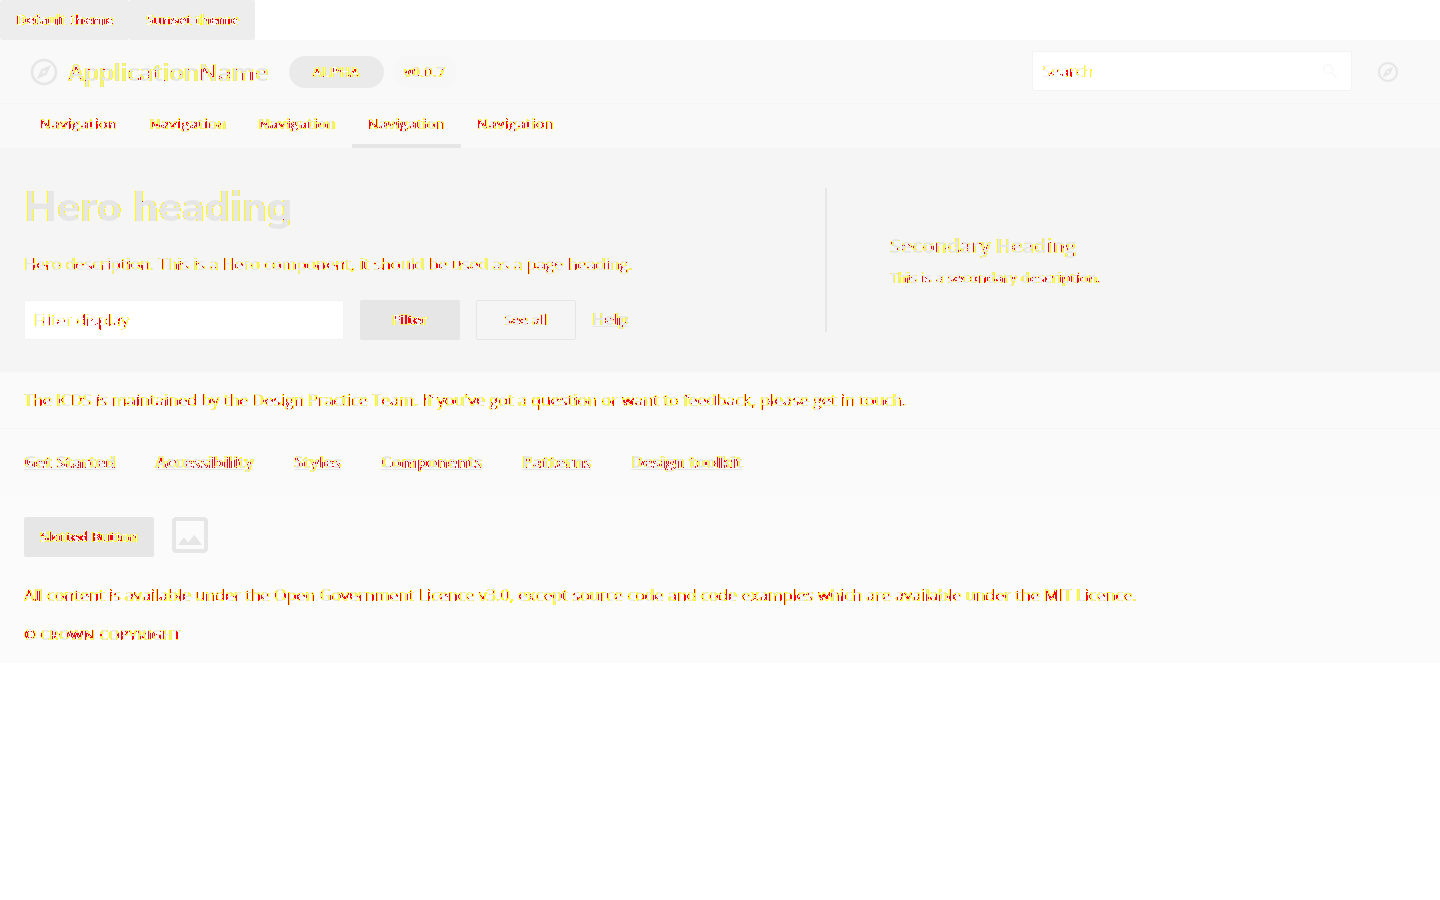 Default Theme Sunset Theme
ApplicationName ALPHA v0.0.7 Search
Navigation Navigation Navigation Navigation Navigation
Hero heading
Secondary Heading
Hero description. This is a Hero component, it should be used as a page heading.
This is a secondary description.
Filter display Filter See all Help
The ICDS is maintained by the Design Practice Team. If you've got a question or want to feedback, please get in touch.
Get Started Accessibility Styles Components Patterns Design toolkit
Slotted Button
All content is available under the Open Government Licence v3.0, except source code and code examples which are available under the MIT Licence.
© CROWN COPYRIGHT